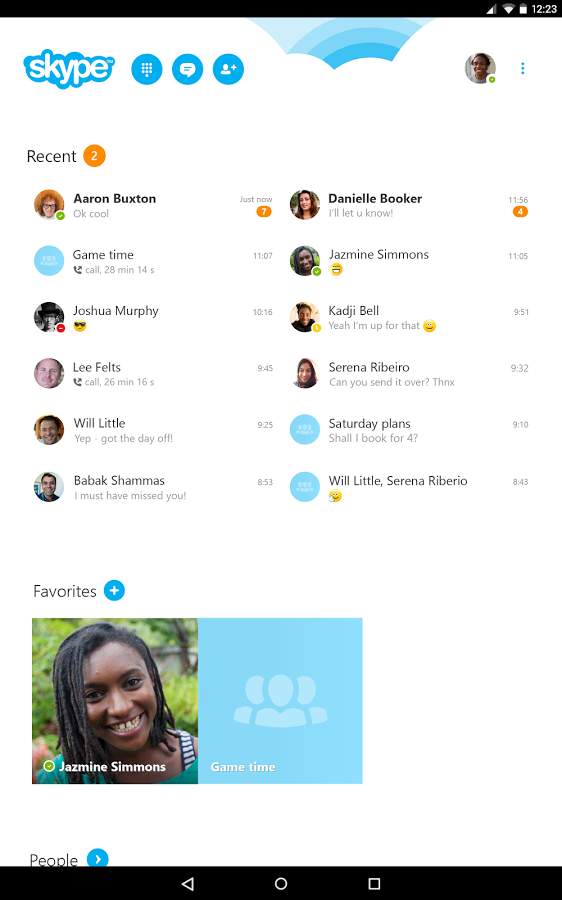 12:23
skype™
Recent 2
Aaron Buxton Just now
Ok cool 7
Danielle Booker 11:56
I'll let u know! 4
Game time 11:07
call, 28 min 14 s
Jazmine Simmons 11:05
Joshua Murphy 10:16
Kadji Bell 9:51
Yeah I'm up for that
Lee Felts 9:45
call, 26 min 16 s
Serena Ribeiro 9:32
Can you send it over? Thnx
Will Little 9:25
Yep - got the day off!
Saturday plans 9:10
Shall I book for 4?
Babak Shammas 8:53
I must have missed you!
Will Little, Serena Riberio 8:43
Favorites
Jazmine Simmons
Game time
People